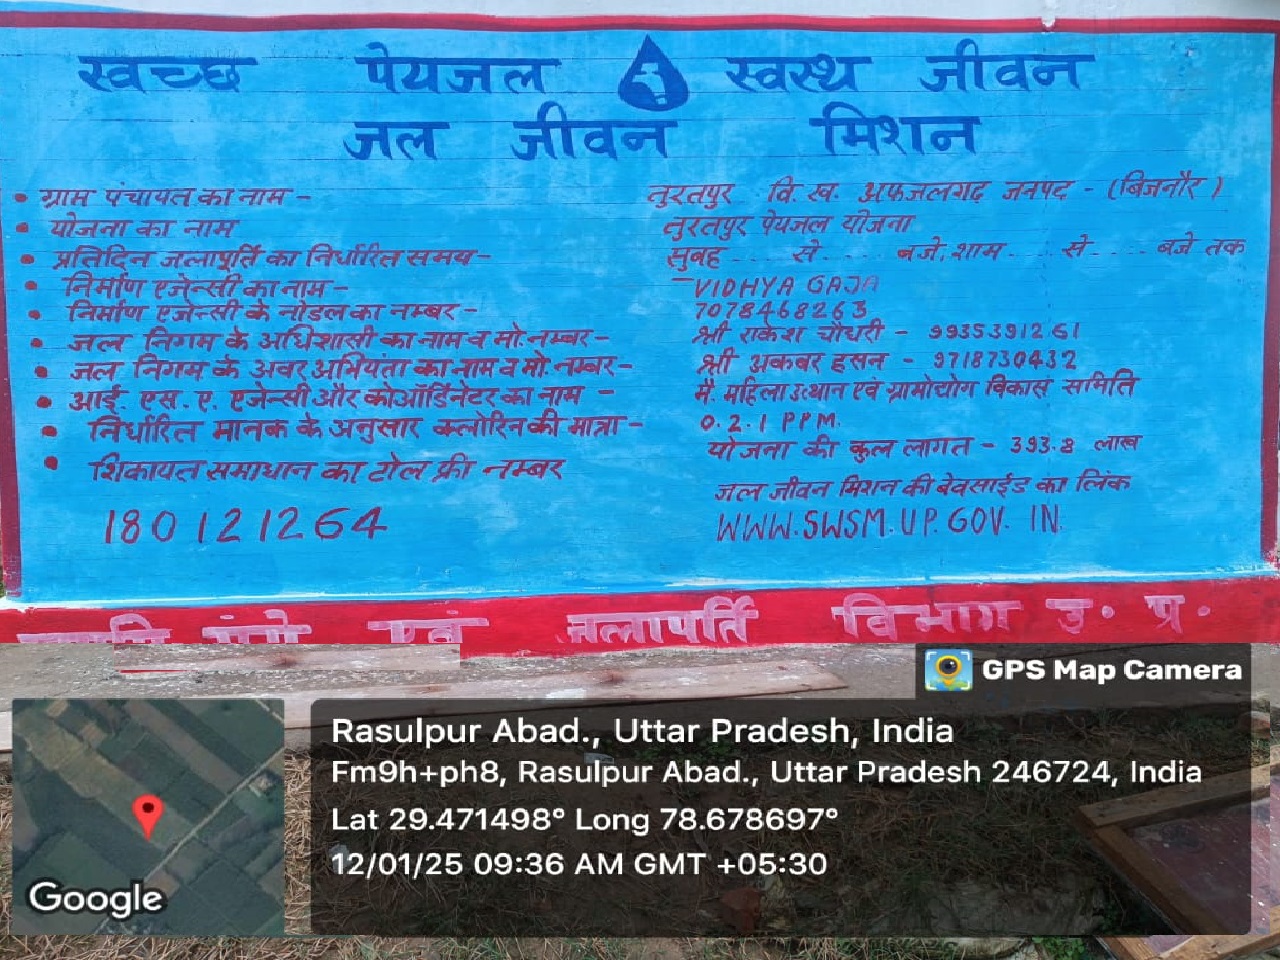 स्वच्छ पेयजल स्वस्थ जीवन
जल जीवन मिशन
• ग्राम पंचायत का नाम - तुरतपुर वि. ख. अफजलगढ जनपद - (बिजनौर)
• योजना का नाम तुरतपुर पेयजल योजना
• प्रतिदिन जलापूर्ति का निर्धारित समय- सुबह .... से .... बजे, शाम .... से .... बजे तक
• निर्माण एजेन्सी का नाम - VIDHYA GAJA
• निर्माण एजेन्सी के नोडल का नम्बर - 7078468263
• जल निगम के अधिशासी का नाम व मो. नम्बर- श्री राकेश चौधरी - 9935391261
• जल निगम के अवर अभियंता का नाम व मो. नम्बर- श्री अकबर हसन - 9718730432
• आई. एस. ए. एजेन्सी और कोऑर्डिनेटर का नाम - मै. महिला उत्थान एवं ग्रामोद्योग विकास समिति
• निर्धारित मानक के अनुसार क्लोरिन की मात्रा - 0.2.1 PPM.
योजना की कुल लागत - 393.8 लाख
• शिकायत समाधान का टोल फ्री नम्बर
जल जीवन मिशन की वेवसाईड का लिंक
180121264 WWW.SWSM.UP.GOV. IN
एवं जलापर्ति विभाग उ. प्र.
GPS Map Camera
Rasulpur Abad., Uttar Pradesh, India
Fm9h+ph8, Rasulpur Abad., Uttar Pradesh 246724, India
Lat 29.471498° Long 78.678697°
12/01/25 09:36 AM GMT +05:30
Google